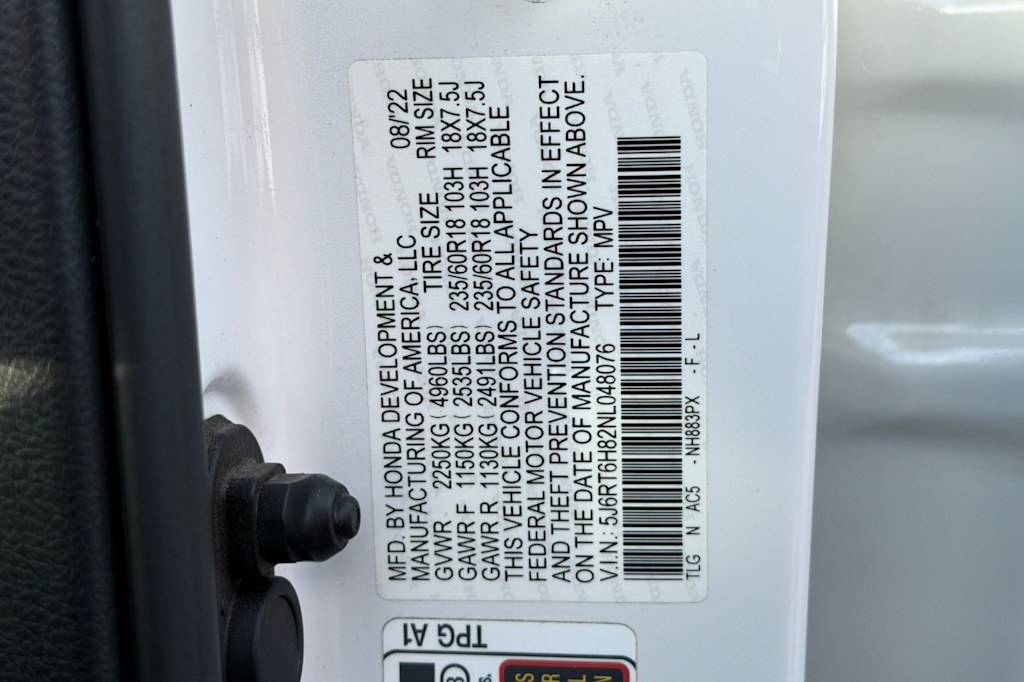 MFD. BY HONDA DEVELOPMENT &
MANUFACTURING OF AMERICA, LLC 08/'22
TIRE SIZE RIM SIZE
GVWR 2250KG (4960LBS)
GAWR F 1150KG (2535LBS) 235/60R18 103H 18X7.5J
GAWR R 1130KG (2491LBS) 235/60R18 103H 18X7.5J
THIS VEHICLE CONFORMS TO ALL APPLICABLE
FEDERAL MOTOR VEHICLE SAFETY
AND THEFT PREVENTION STANDARDS IN EFFECT
ON THE DATE OF MANUFACTURE SHOWN ABOVE.
V.I.N.: 5J6RT6H82NL048076 TYPE: MPV
TLG N AC5 - NH883PX - F - L
TPG A1